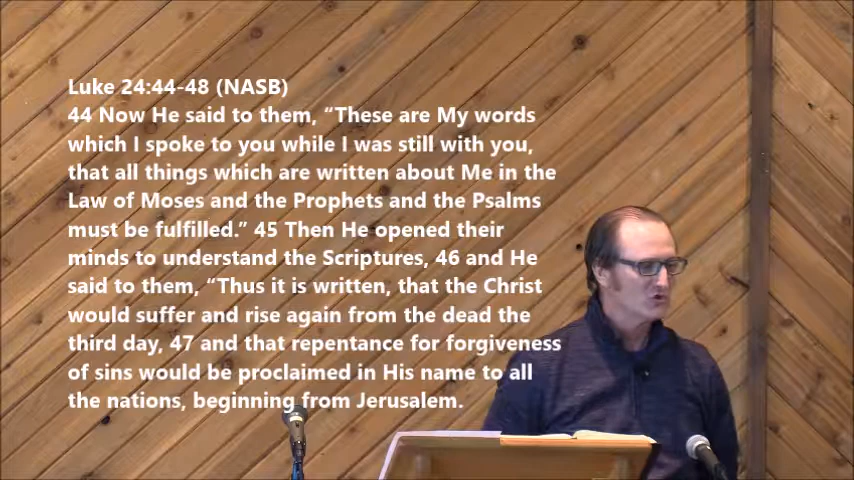 Luke 24:44-48 (NASB)
44 Now He said to them, “These are My words
which I spoke to you while I was still with you,
that all things which are written about Me in the
Law of Moses and the Prophets and the Psalms
must be fulfilled.” 45 Then He opened their
minds to understand the Scriptures, 46 and He
said to them, “Thus it is written, that the Christ
would suffer and rise again from the dead the
third day, 47 and that repentance for forgiveness
of sins would be proclaimed in His name to all
the nations, beginning from Jerusalem.